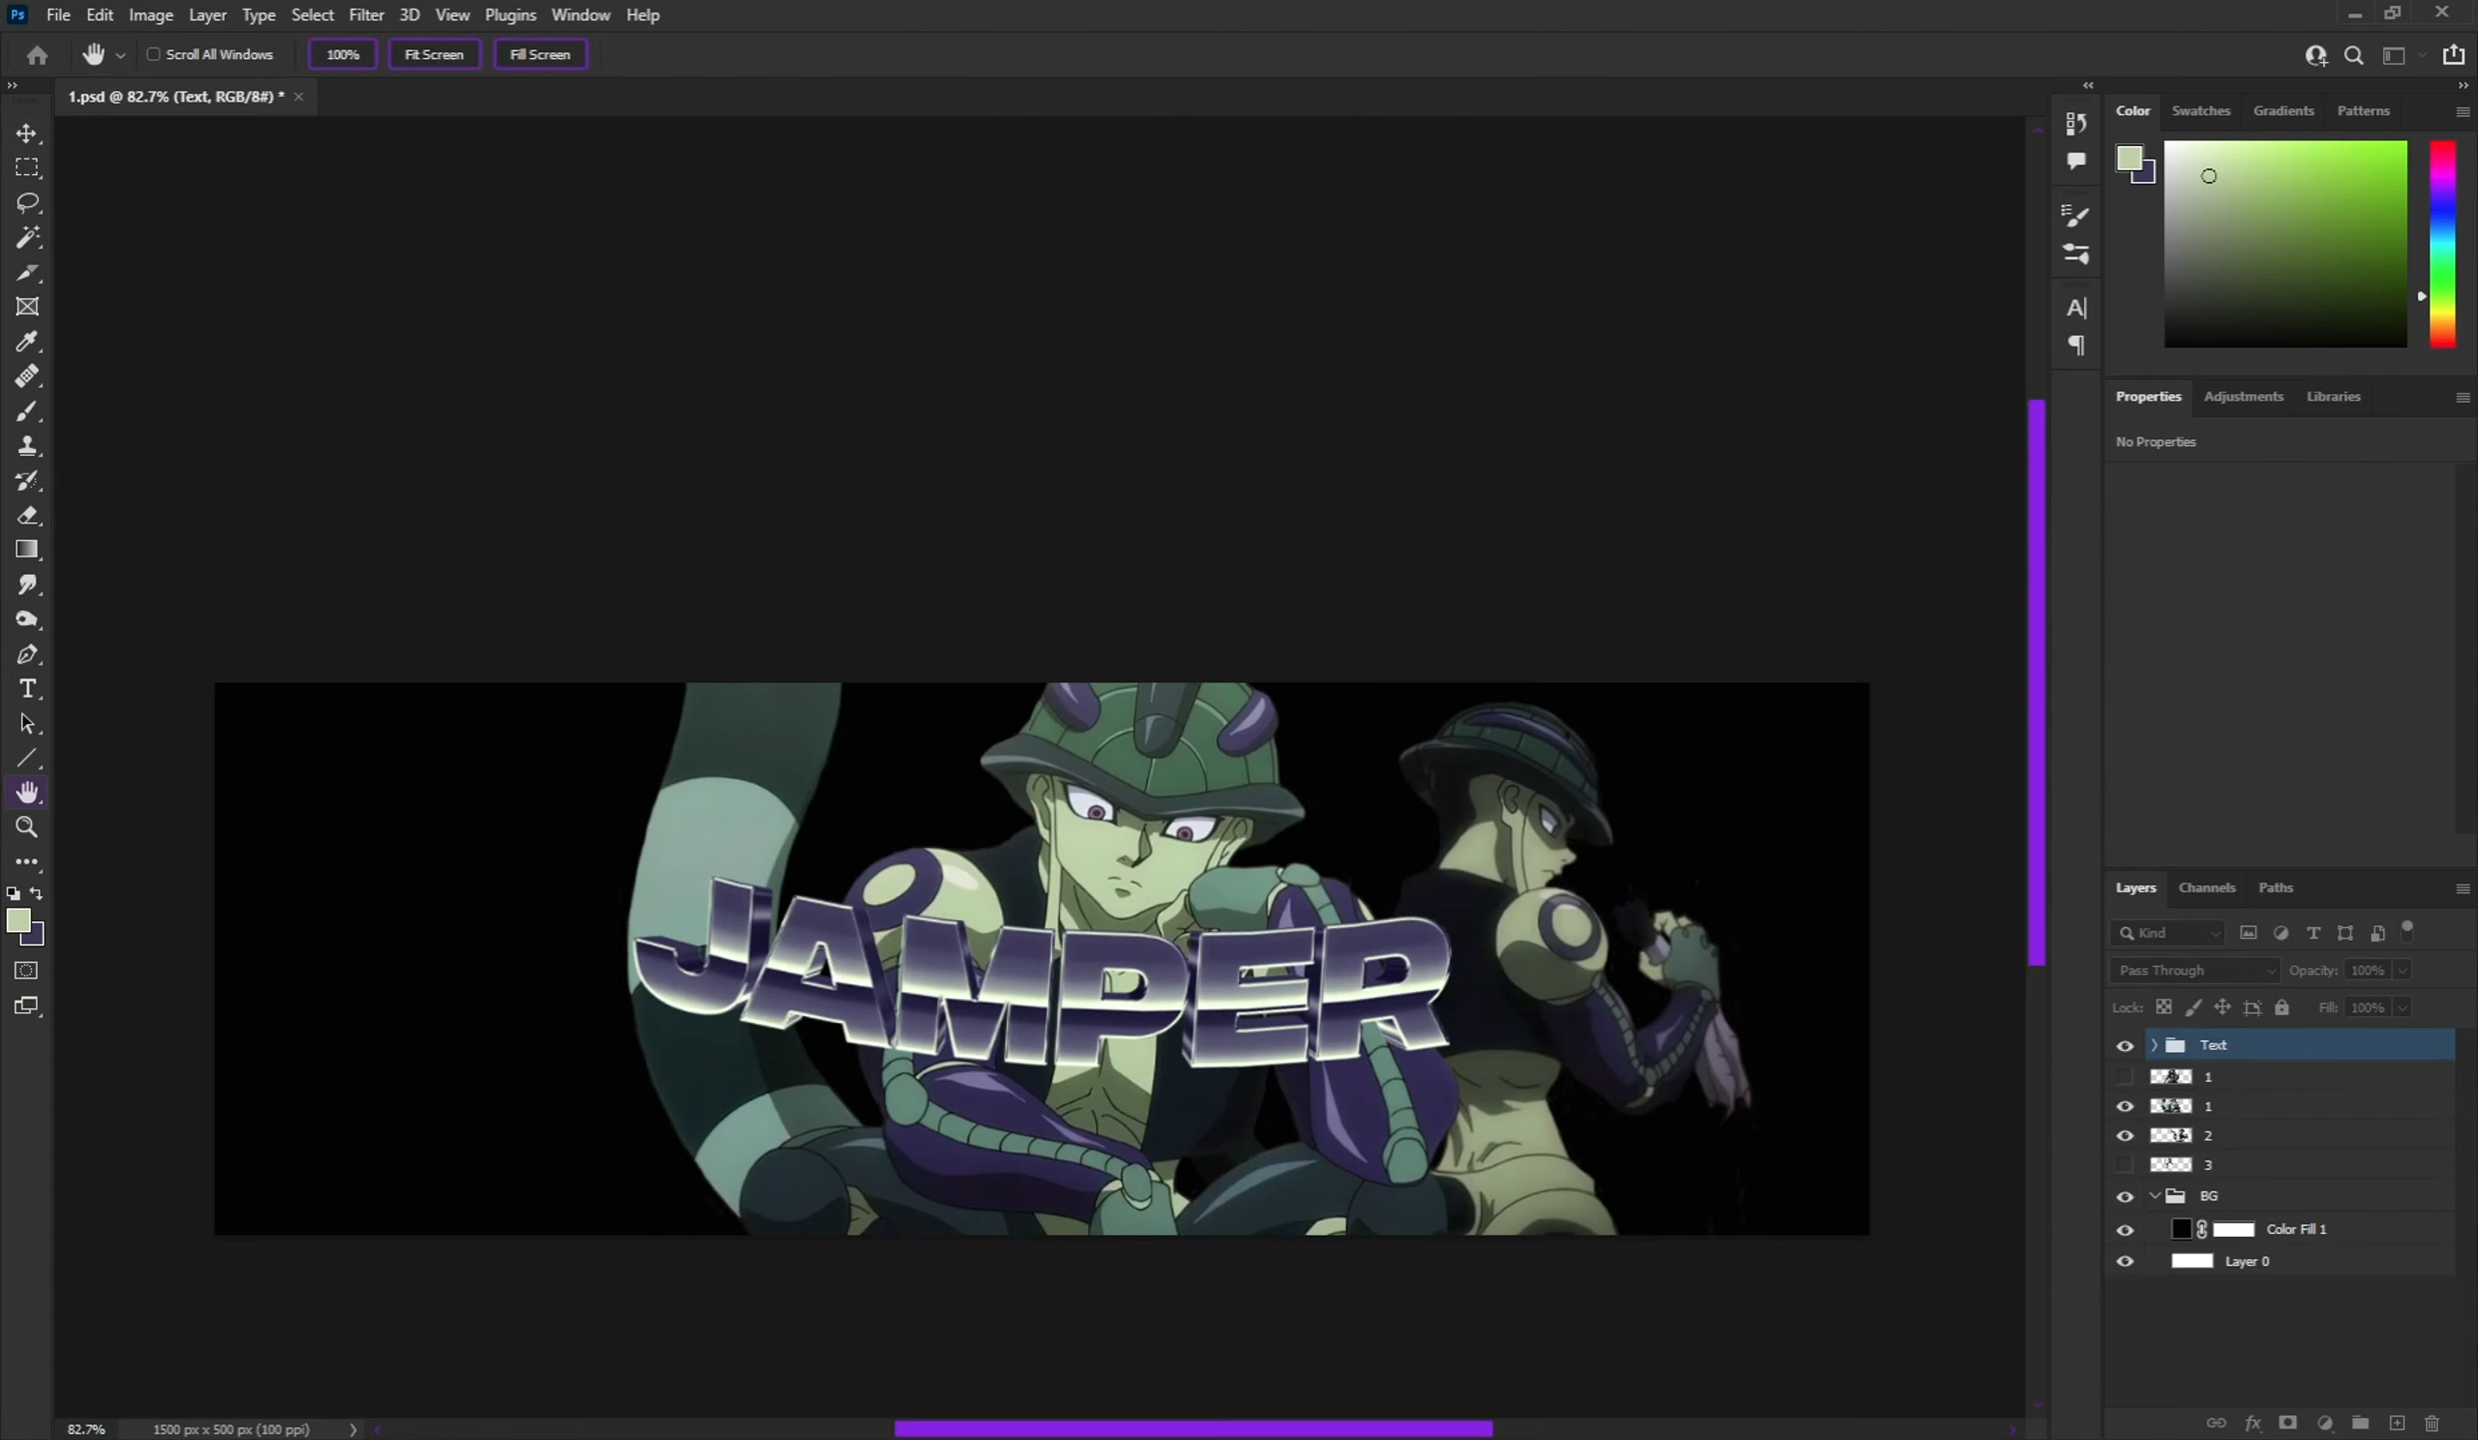 Ps File Edit Image Layer Type Select Filter 3D View Plugins Window Help
Scroll All Windows 100% Fit Screen Fill Screen
1.psd @ 82.7% (Text, RGB/8#) *
Color Swatches Gradients Patterns
Properties Adjustments Libraries
No Properties
JAMPER
Layers Channels Paths
Kind
Pass Through Opacity: 100%
Lock: Fill: 100%
Text
1
1
2
3
BG
Color Fill 1
Layer 0
82.7% 1500 px x 500 px (100 ppi)